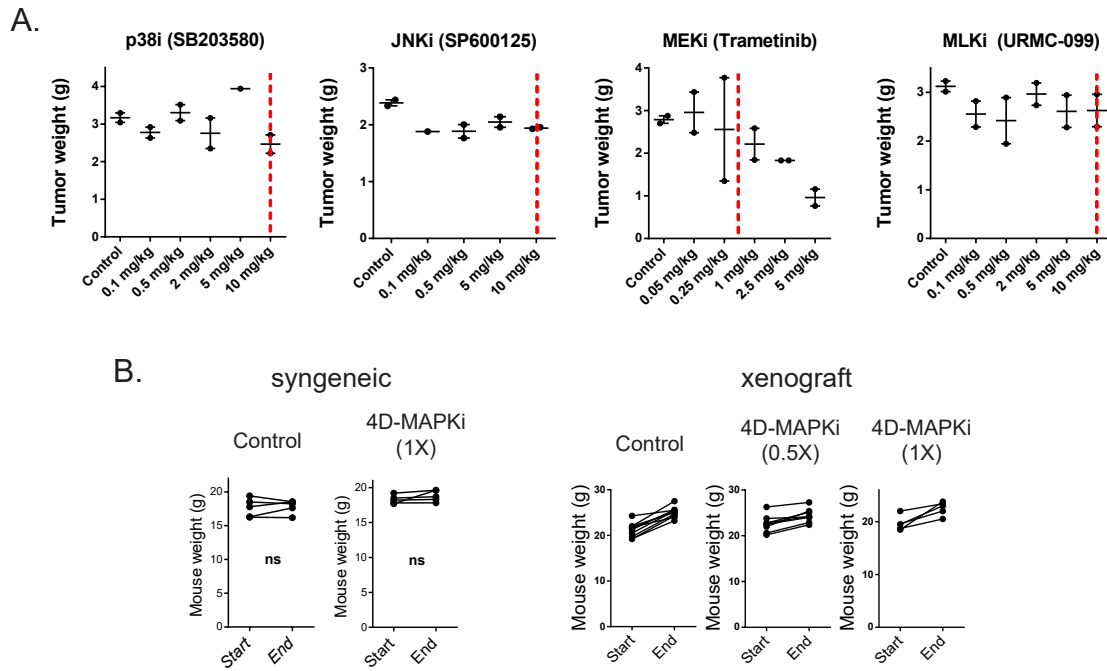 A.
p38i (SB203580)
Tumor weight (g)
4
3
2
1
0
Control
0.1 mg/kg
0.5 mg/kg
2 mg/kg
5 mg/kg
10 mg/kg
JNKi (SP600125)
Tumor weight (g)
3
2
1
0
Control
0.1 mg/kg
0.5 mg/kg
5 mg/kg
10 mg/kg
MEKi (Trametinib)
Tumor weight (g)
4
3
2
1
0
Control
0.05 mg/kg
0.25 mg/kg
1 mg/kg
2.5 mg/kg
5 mg/kg
MLKi (URMC-099)
Tumor weight (g)
3
2
1
0
Control
0.1 mg/kg
0.5 mg/kg
2 mg/kg
5 mg/kg
10 mg/kg
B.
syngeneic
Control
Mouse weight (g)
20
15
10
5
0
ns
Start
End
4D-MAPKi
(1X)
Mouse weight (g)
20
15
10
5
0
ns
Start
End
xenograft
Control
Mouse weight (g)
30
20
10
0
Start
End
4D-MAPKi
(0.5X)
Mouse weight (g)
30
20
10
0
Start
End
4D-MAPKi
(1X)
Mouse weight (g)
20
10
0
Start
End